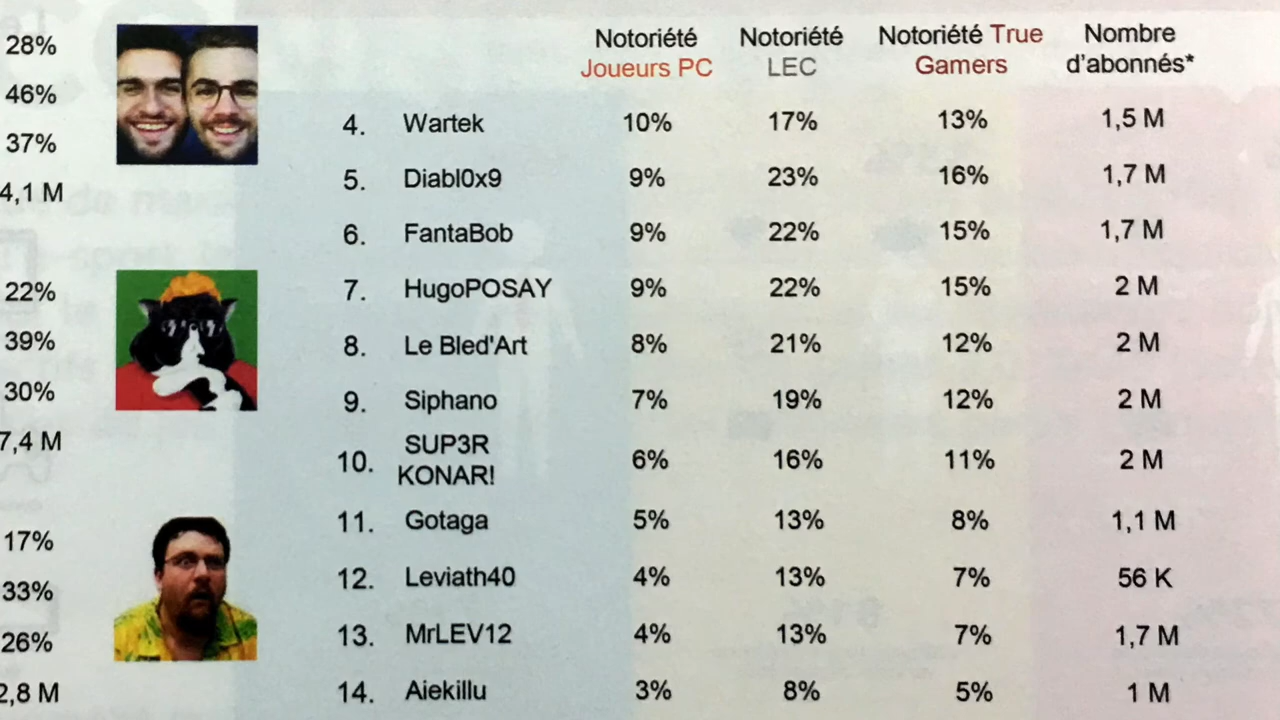 28%
46%
37%
4,1 M
22%
39%
30%
7,4 M
17%
33%
26%
2,8 M
Notoriété Joueurs PC
Notoriété LEC
Notoriété True Gamers
Nombre d'abonnés*
4. Wartek 10% 17% 13% 1,5 M
5. Diabl0x9 9% 23% 16% 1,7 M
6. FantaBob 9% 22% 15% 1,7 M
7. HugoPOSAY 9% 22% 15% 2 M
8. Le Bled'Art 8% 21% 12% 2 M
9. Siphano 7% 19% 12% 2 M
10. SUP3R KONAR! 6% 16% 11% 2 M
11. Gotaga 5% 13% 8% 1,1 M
12. Leviath40 4% 13% 7% 56 K
13. MrLEV12 4% 13% 7% 1,7 M
14. Aiekillu 3% 8% 5% 1 M